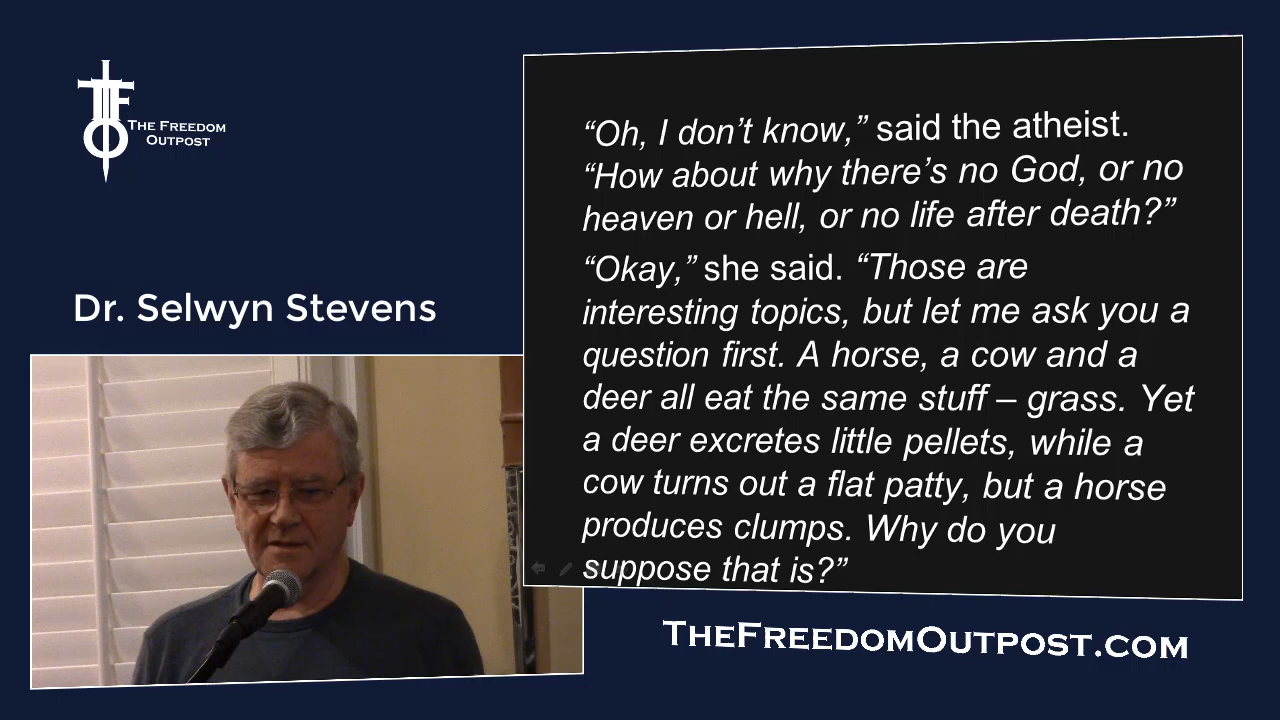 THE FREEDOM
OUTPOST
Dr. Selwyn Stevens
“Oh, I don’t know,” said the atheist.
“How about why there’s no God, or no
heaven or hell, or no life after death?”
“Okay,” she said. “Those are
interesting topics, but let me ask you a
question first. A horse, a cow and a
deer all eat the same stuff – grass. Yet
a deer excretes little pellets, while a
cow turns out a flat patty, but a horse
produces clumps. Why do you
suppose that is?”
THEFREEDOMOUTPOST.COM